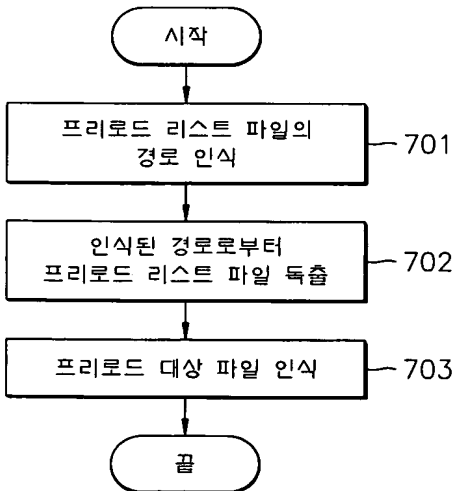 시작
프리로드 리스트 파일의
경로 인식
701
인식된 경로로부터
프리로드 리스트 파일 독출
702
프리로드 대상 파일 인식
703
끝